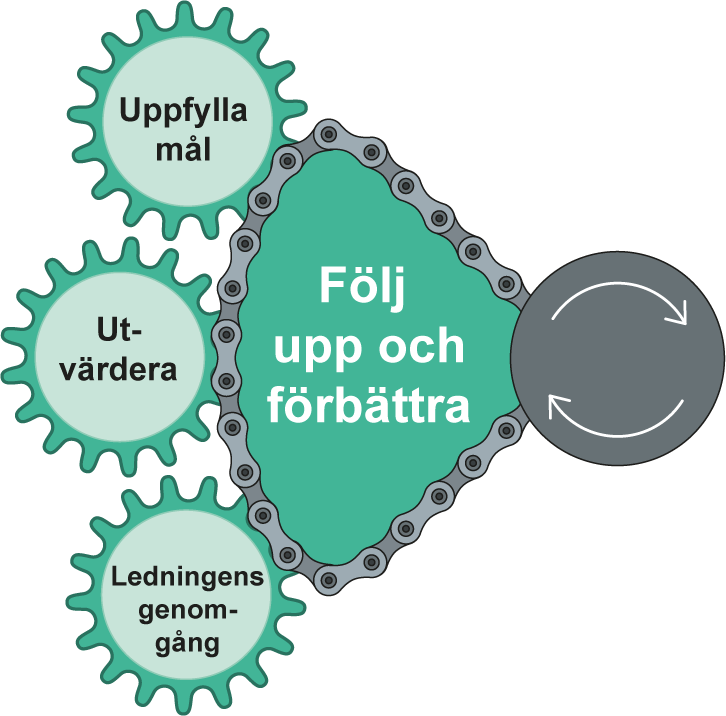 Uppfylla
mål
Ut-
värdera
Ledningens
genom-
gång
Följ
upp och
förbättra